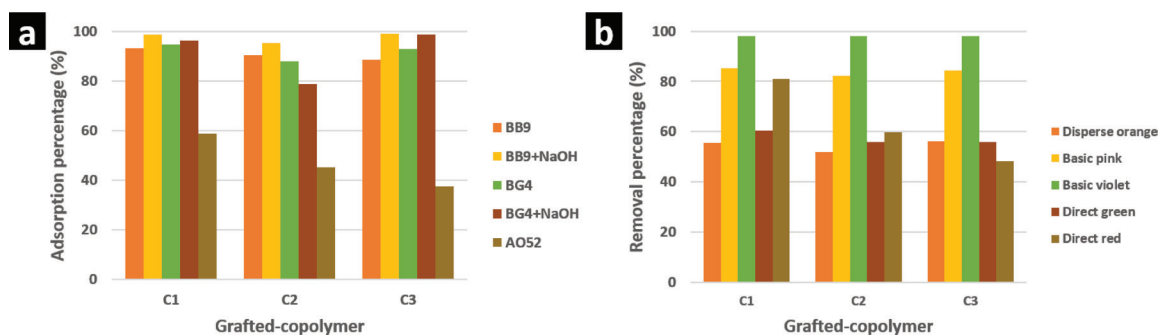 a
Adsorption percentage (%)
100
80
60
40
20
0
C1
C2
C3
Grafted-copolymer
BB9
BB9+NaOH
BG4
BG4+NaOH
AO52
b
Removal percentage (%)
100
80
60
40
20
0
C1
C2
C3
Grafted-copolymer
Disperse orange
Basic pink
Basic violet
Direct green
Direct red